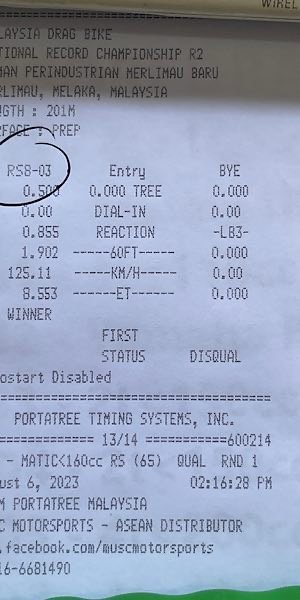 WIREL
LAYSIA DRAG BIKE
TIONAL RECORD CHAMPIONSHIP R2
MAN PERINDUSTRIAN MERLIMAU BARU
RLIMAU, MELAKA, MALAYSIA
NGTH : 201M
RFACE : PREP
RS8-03 Entry BYE
0.500 0.000 TREE 0.000
0.00 DIAL-IN 0.00
0.855 REACTION -LB3-
1.902 -----60FT----- 0.000
125.11 -----KM/H----- 0.00
8.553 -----ET----- 0.000
WINNER
FIRST
STATUS DISQUAL
ostart Disabled
PORTATREE TIMING SYSTEMS, INC.
============ 13/14 ===========600214
- MATIC<160cc RS (65) QUAL RND 1
ust 6, 2023 02:16:28 PM
M PORTATREE MALAYSIA
C MOTORSPORTS - ASEAN DISTRIBUTOR
.facebook.com/muscmotorsports
16-6681490